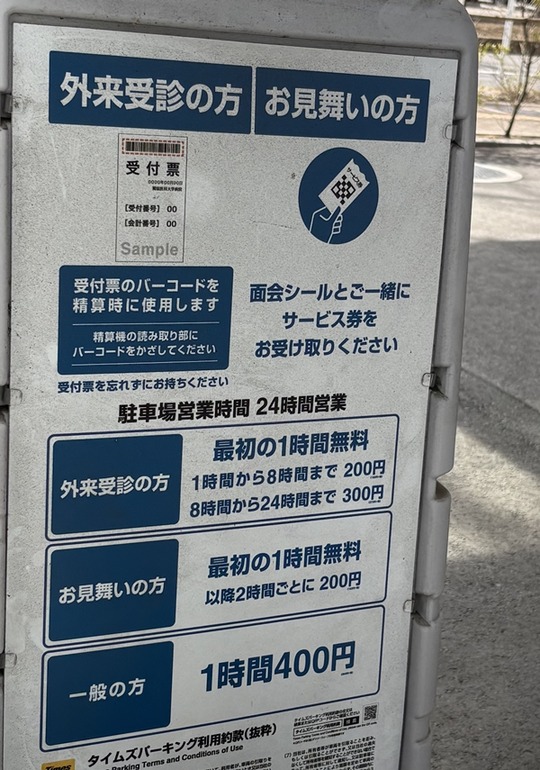 外来受診の方
お見舞いの方
受付票
[受付番号] 00
[会計番号] 00
Sample
サービス券
受付票のバーコードを
精算時に使用します
精算機の読み取り部に
バーコードをかざしてください
受付票を忘れずにお持ちください
面会シールとご一緒に
サービス券を
お受け取りください
駐車場営業時間 24時間営業
外来受診の方
最初の1時間無料
1時間から8時間まで 200円
8時間から24時間まで 300円
お見舞いの方
最初の1時間無料
以降2時間ごとに 200円
一般の方
1時間400円
タイムズパーキング利用約款(抜粋)
Parking Terms and Conditions of Use
Times